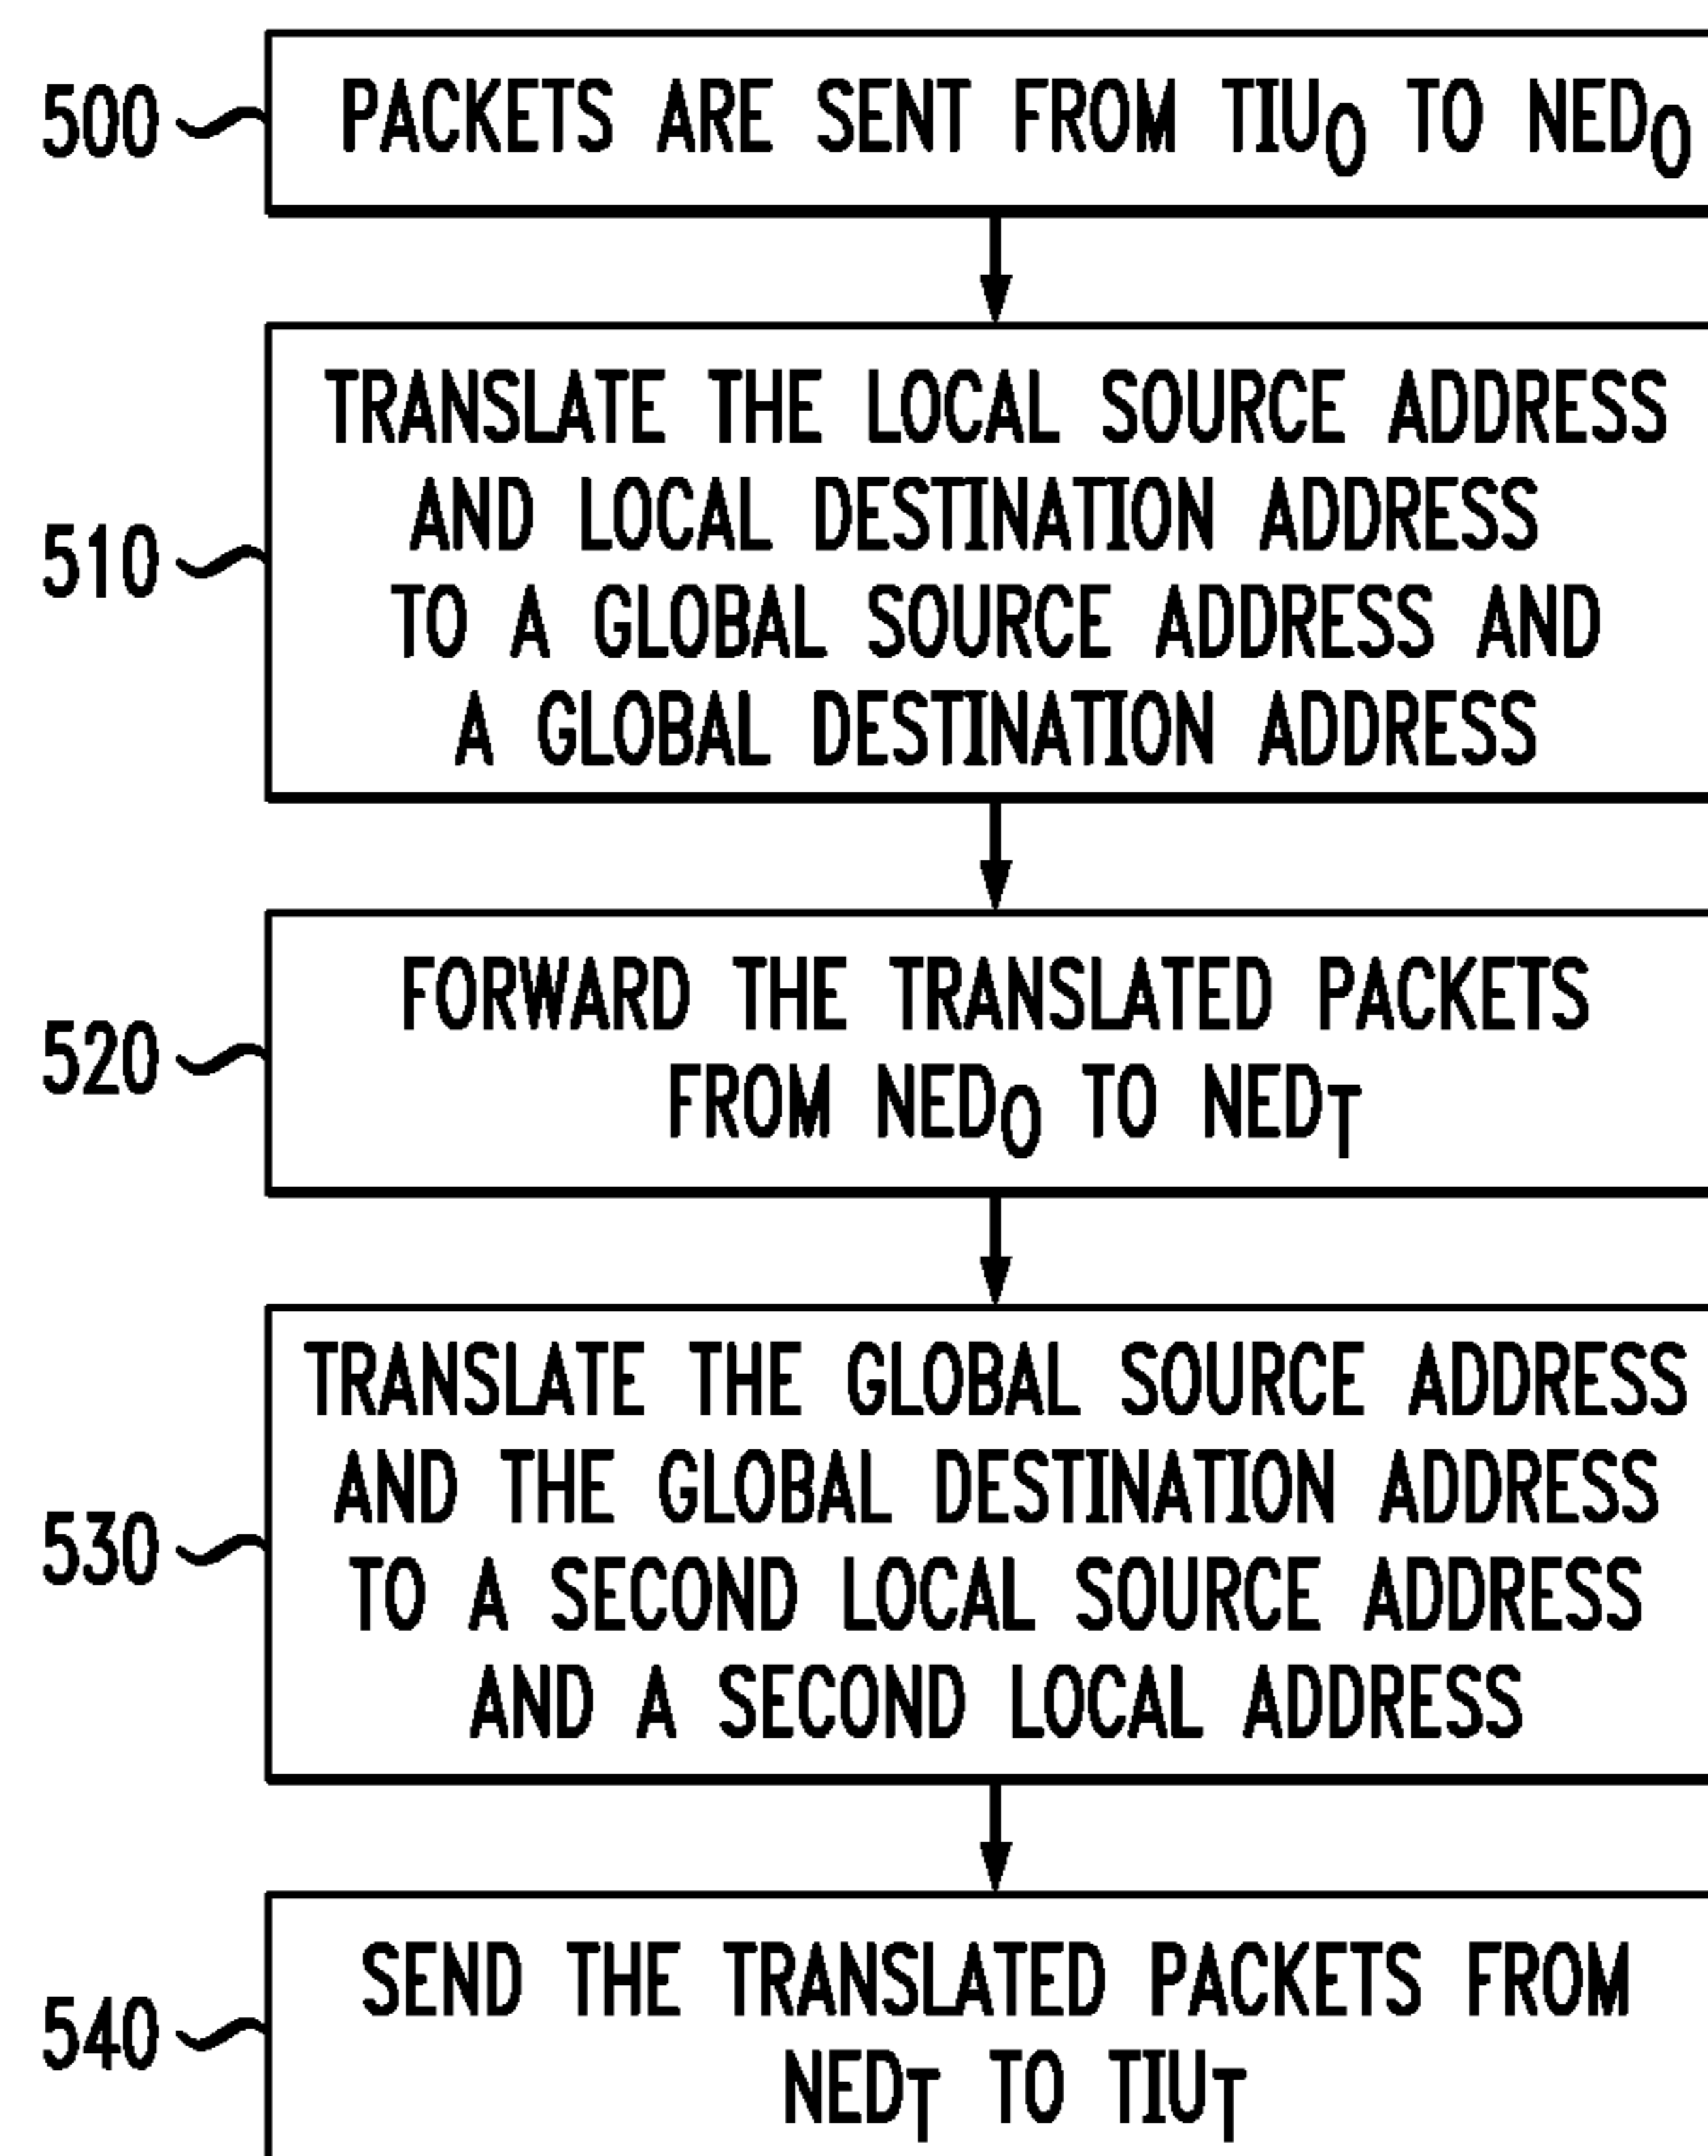 500
PACKETS ARE SENT FROM TIU₀ TO NED₀
510
TRANSLATE THE LOCAL SOURCE ADDRESS
AND LOCAL DESTINATION ADDRESS
TO A GLOBAL SOURCE ADDRESS AND
A GLOBAL DESTINATION ADDRESS
520
FORWARD THE TRANSLATED PACKETS
FROM NED₀ TO NEDT
530
TRANSLATE THE GLOBAL SOURCE ADDRESS
AND THE GLOBAL DESTINATION ADDRESS
TO A SECOND LOCAL SOURCE ADDRESS
AND A SECOND LOCAL ADDRESS
540
SEND THE TRANSLATED PACKETS FROM
NEDT TO TIUT